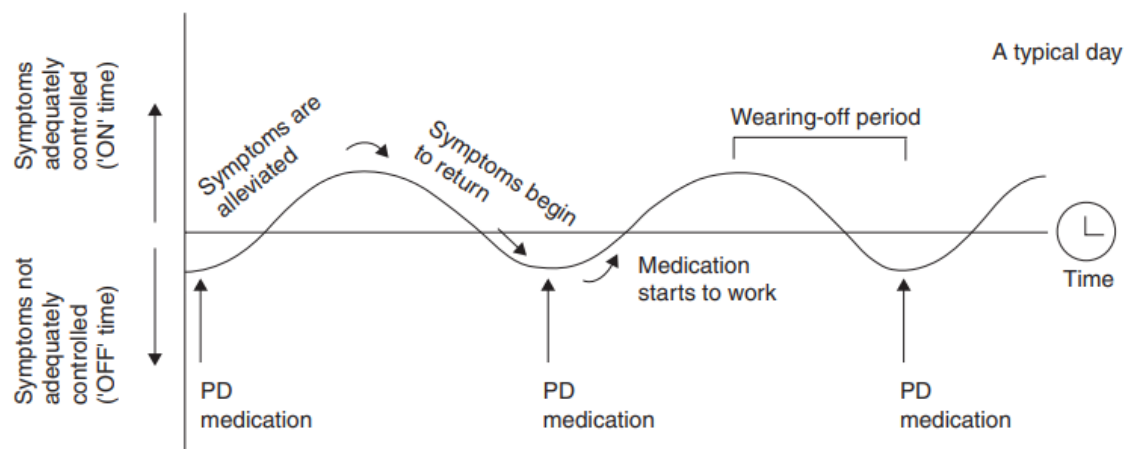 A typical day
Symptoms
adequately
controlled
('ON' time)
Symptoms not
adequately
controlled
('OFF' time)
Symptoms are
alleviated
Symptoms begin
to return
Wearing-off period
Medication
starts to work
Time
PD
medication
PD
medication
PD
medication